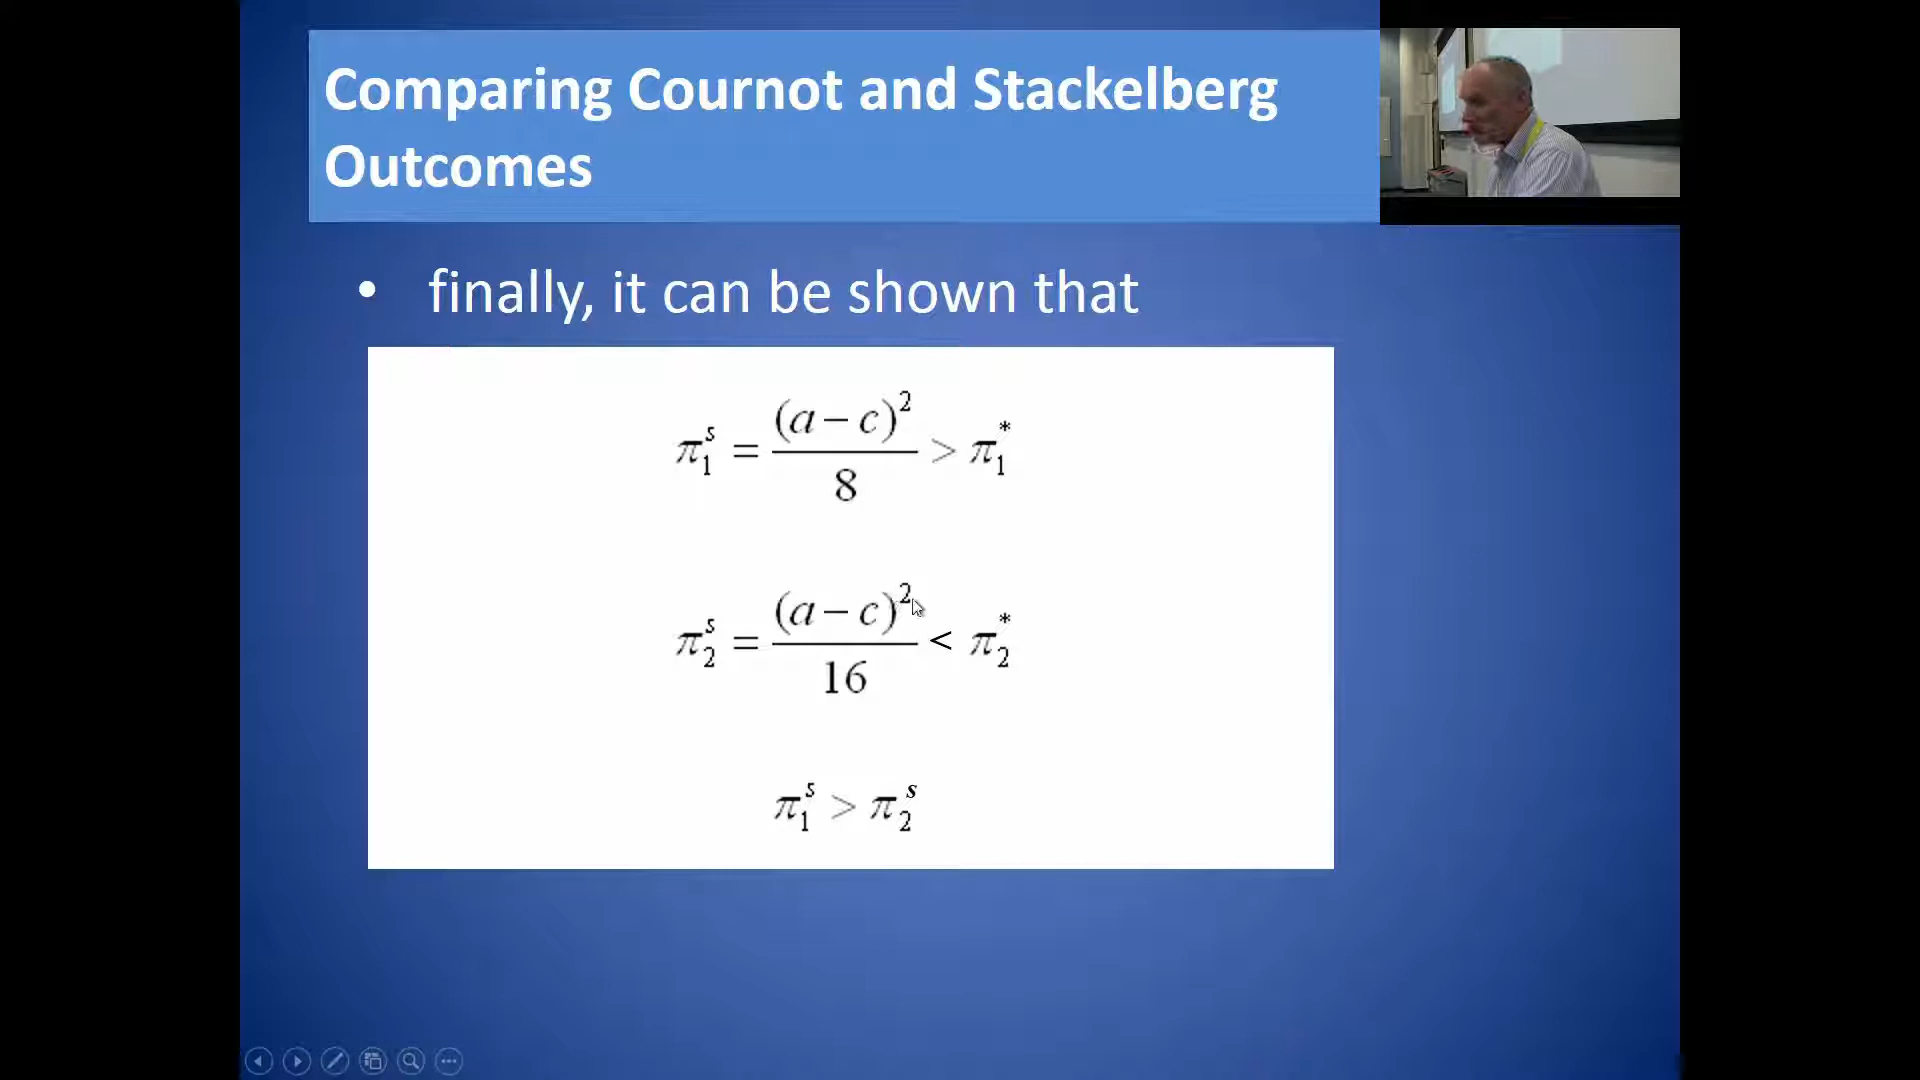 Comparing Cournot and Stackelberg
Outcomes
• finally, it can be shown that
π₁ˢ = (a − c)² / 8 > π₁*
π₂ˢ = (a − c)² / 16 < π₂*
π₁ˢ > π₂ˢ